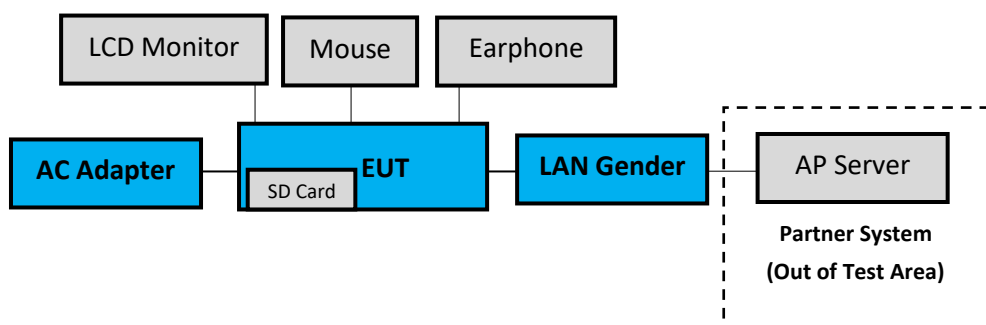 LCD Monitor
Mouse
Earphone
AC Adapter
EUT
SD Card
LAN Gender
AP Server
Partner System
(Out of Test Area)